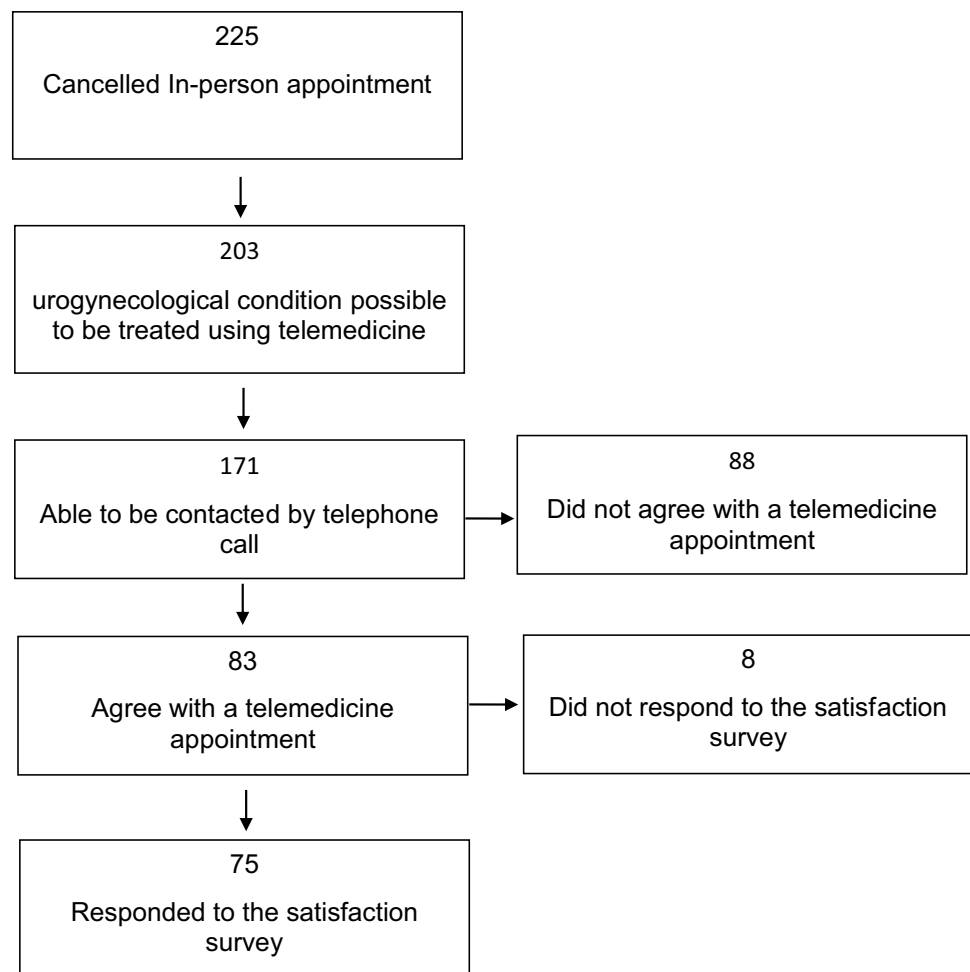 225
Cancelled In-person appointment
203
urogynecological condition possible
to be treated using telemedicine
171
Able to be contacted by telephone
call
88
Did not agree with a telemedicine
appointment
83
Agree with a telemedicine
appointment
8
Did not respond to the satisfaction
survey
75
Responded to the satisfaction
survey